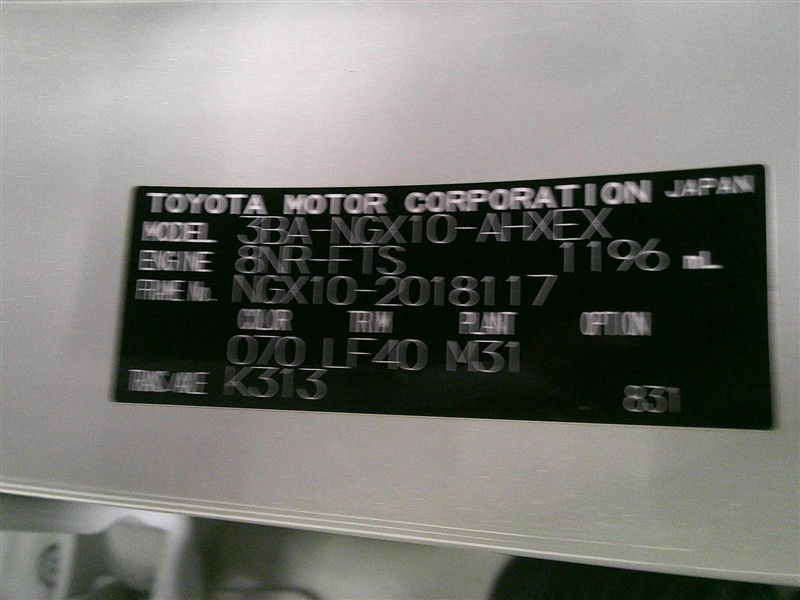 TOYOTA MOTOR CORPORATION JAPAN
MODEL 3BA-NGX10-AHXEX
ENGINE 8NR-FTS 1196 mL
FRAME No. NGX10-2018117
COLOR TRIM PLANT OPTION
070 LF40 M31
TRANS/AXLE K313 831